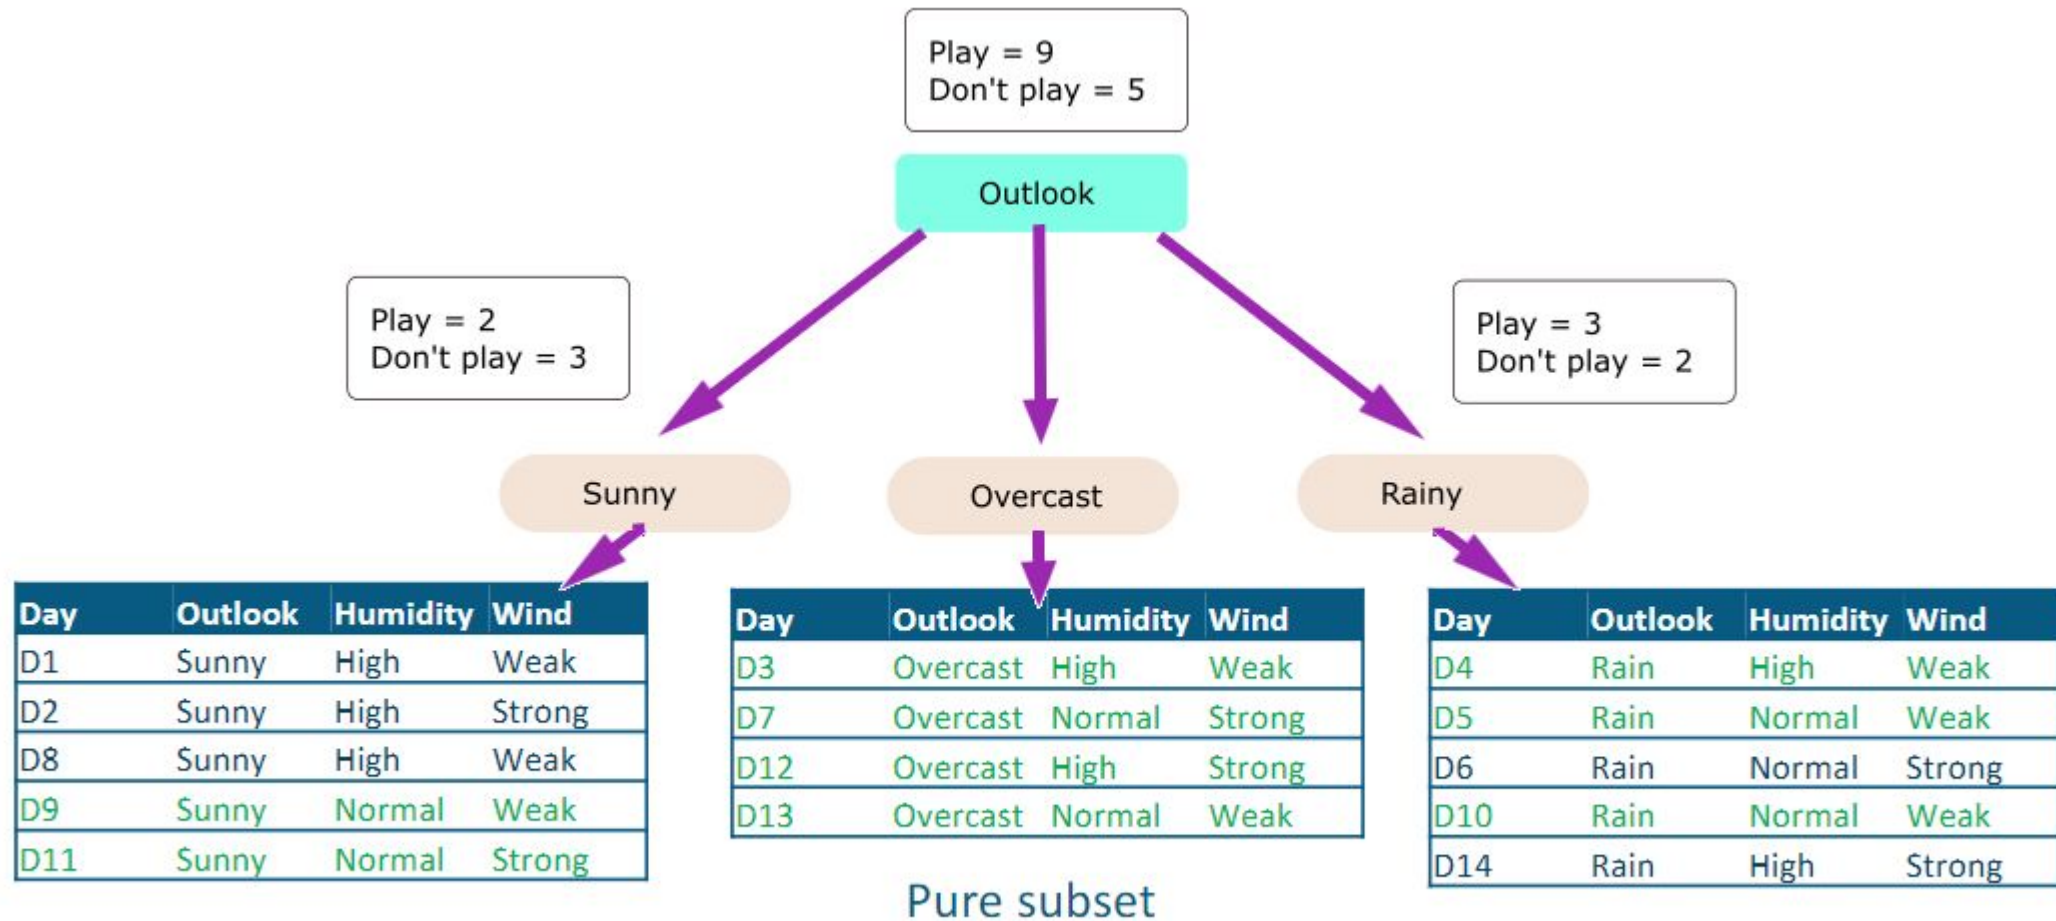 Play = 9
Don't play = 5
Outlook
Play = 2
Don't play = 3
Play = 3
Don't play = 2
Sunny
Overcast
Rainy
Day Outlook Humidity Wind
D1 Sunny High Weak
D2 Sunny High Strong
D8 Sunny High Weak
D9 Sunny Normal Weak
D11 Sunny Normal Strong
Day Outlook Humidity Wind
D3 Overcast High Weak
D7 Overcast Normal Strong
D12 Overcast High Strong
D13 Overcast Normal Weak
Pure subset
Day Outlook Humidity Wind
D4 Rain High Weak
D5 Rain Normal Weak
D6 Rain Normal Strong
D10 Rain Normal Weak
D14 Rain High Strong